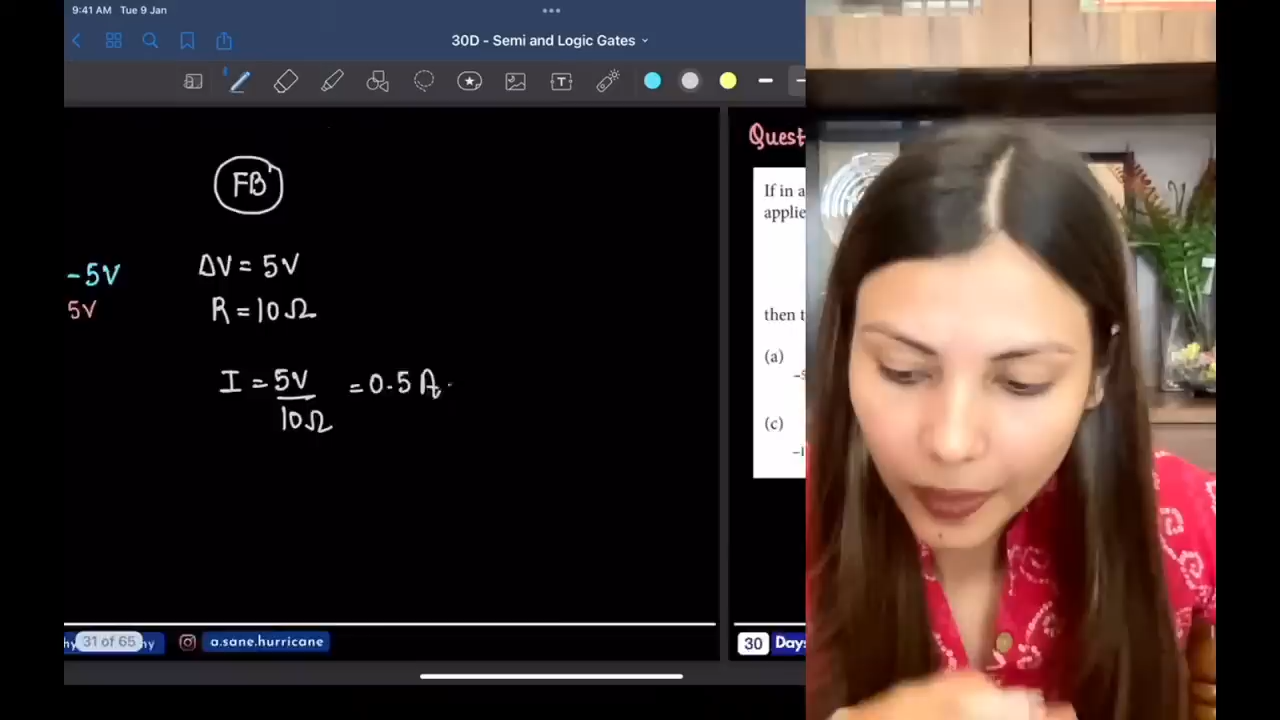 9:41 AM Tue 9 Jan
30D - Semi and Logic Gates
T
FB
-5V
5V
ΔV = 5V
R = 10Ω
I = 5V/10Ω = 0.5 A
Quest
If in a
applie
then t
(a)
(c)
31 of 65
a.sane.hurricane
30 Days